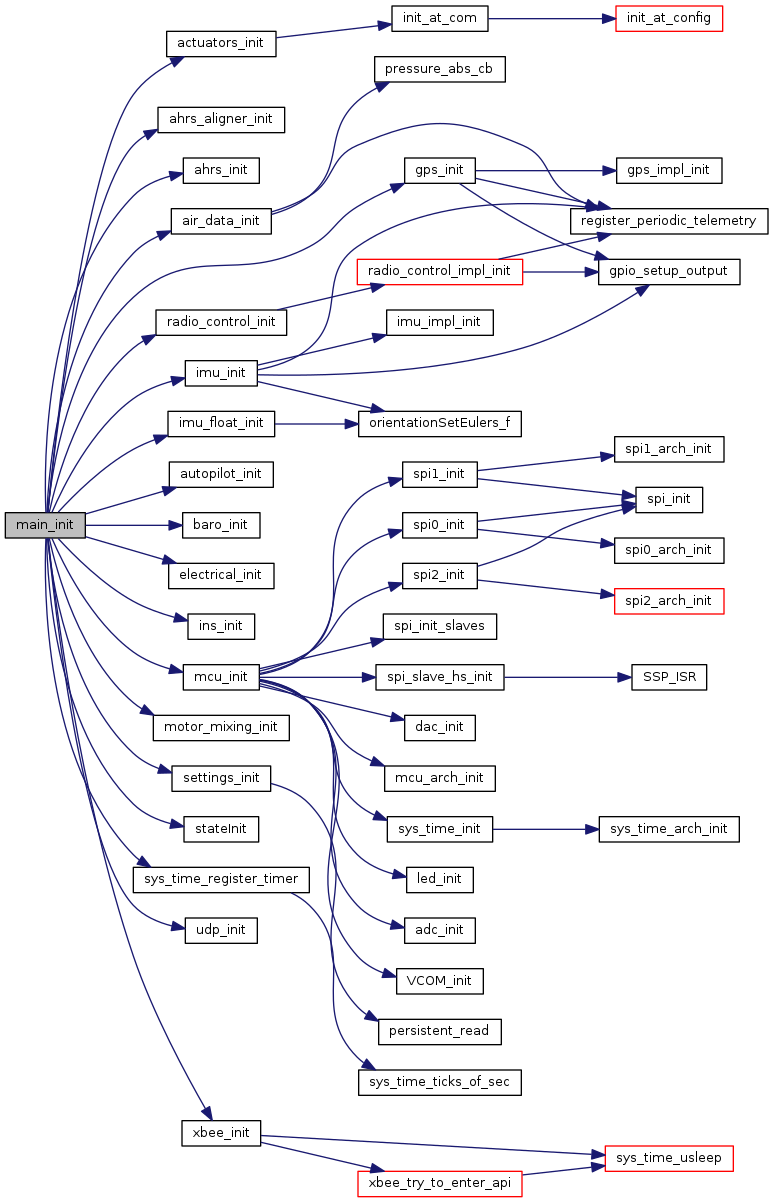 init_at_com
init_at_config
actuators_init
pressure_abs_cb
ahrs_aligner_init
ahrs_init
gps_init
gps_impl_init
air_data_init
register_periodic_telemetry
radio_control_impl_init
gpio_setup_output
radio_control_init
imu_impl_init
imu_init
imu_float_init
orientationSetEulers_f
autopilot_init
spi1_init
spi1_arch_init
spi_init
main_init
baro_init
spi0_init
spi0_arch_init
electrical_init
spi2_init
spi2_arch_init
ins_init
spi_init_slaves
mcu_init
spi_slave_hs_init
SSP_ISR
motor_mixing_init
dac_init
settings_init
mcu_arch_init
stateInit
sys_time_init
sys_time_arch_init
sys_time_register_timer
led_init
udp_init
adc_init
VCOM_init
persistent_read
sys_time_ticks_of_sec
xbee_init
sys_time_usleep
xbee_try_to_enter_api